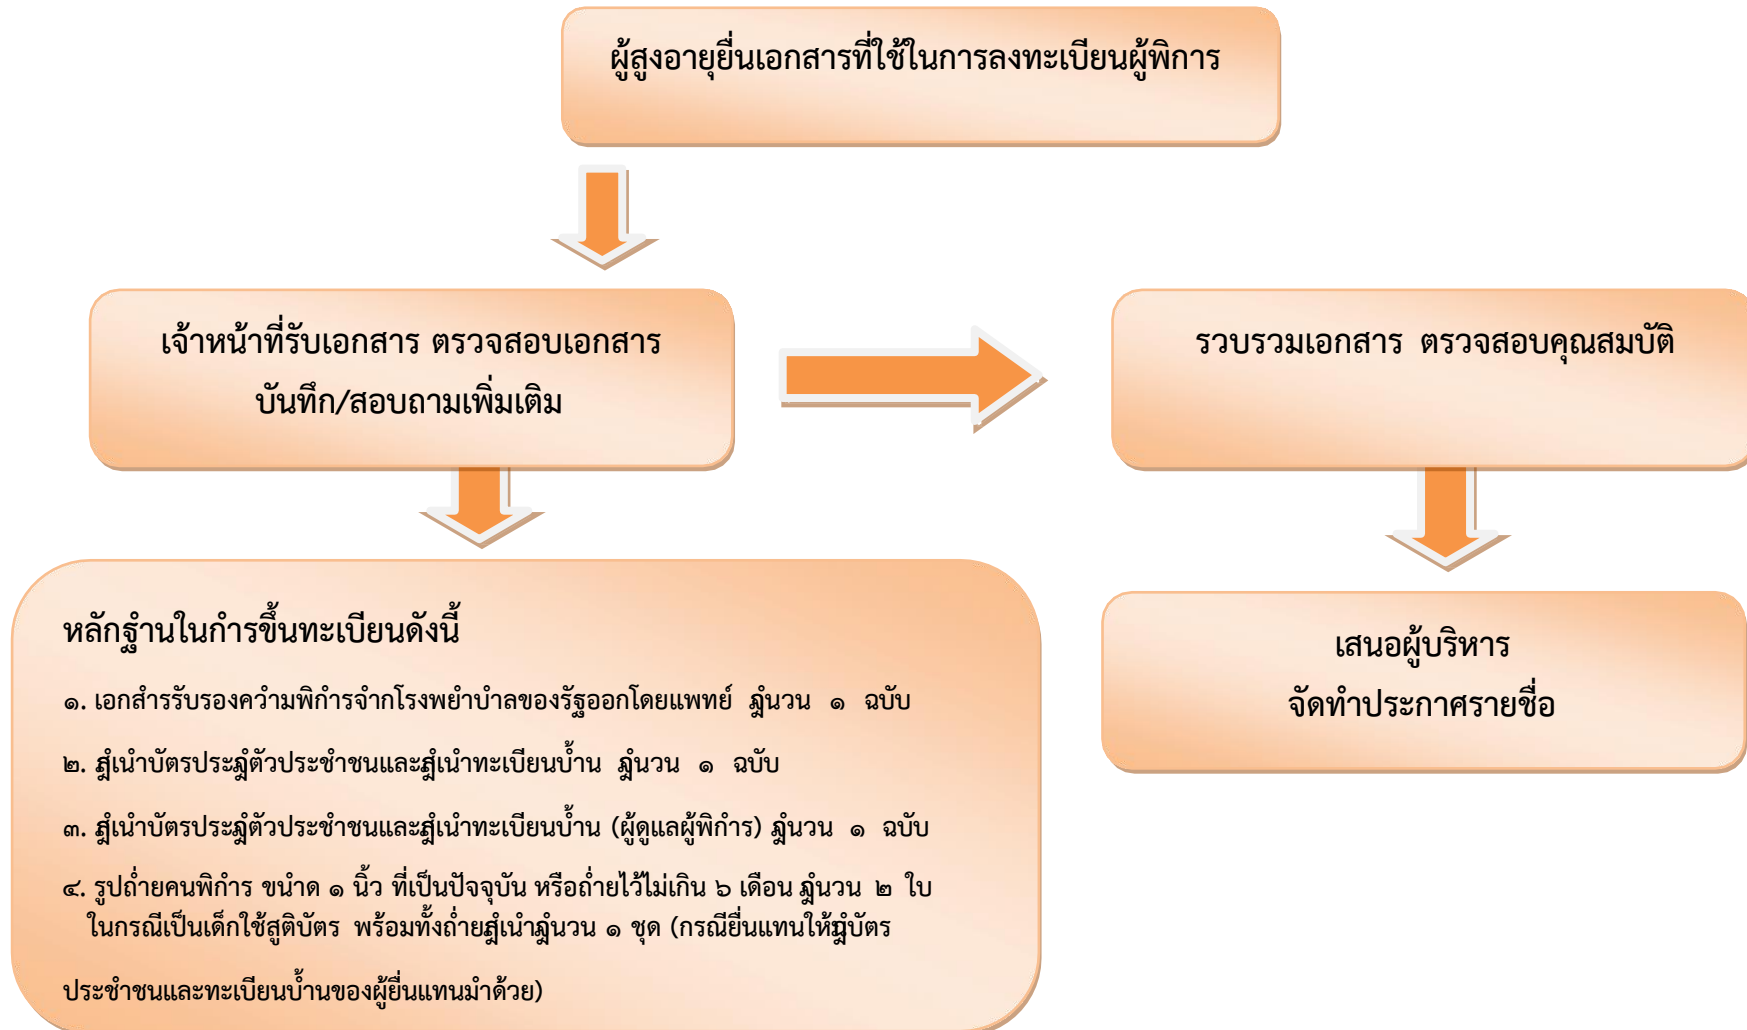 ผู้สูงอายุยื่นเอกสารที่ใช้ในการลงทะเบียนผู้พิการ
เจ้าหน้าที่รับเอกสาร ตรวจสอบเอกสาร
บันทึก/สอบถามเพิ่มเติม
รวบรวมเอกสาร ตรวจสอบคุณสมบัติ
หลักฐำนในกำรขึ้นทะเบียนดังนี้
๑. เอกสำรรับรองควำมพิกำรจำกโรงพยำบำลของรัฐออกโดยแพทย์ จำนวน ๑ ฉบับ
๒. สำเนำบัตรประจำตัวประชำชนและสำเนำทะเบียนบ้ำน จำนวน ๑ ฉบับ
๓. สำเนำบัตรประจำตัวประชำชนและสำเนำทะเบียนบ้ำน (ผู้ดูแลผู้พิกำร) จำนวน ๑ ฉบับ
๔. รูปถ่ำยคนพิกำร ขนำด ๑ นิ้ว ที่เป็นปัจจุบัน หรือถ่ำยไว้ไม่เกิน ๖ เดือน จำนวน ๒ ใบ
ในกรณีเป็นเด็กใช้สูติบัตร พร้อมทั้งถ่ำยสำเนำจำนวน ๑ ชุด (กรณียื่นแทนให้นำบัตร
ประชำชนและทะเบียนบ้ำนของผู้ยื่นแทนมำด้วย)
เสนอผู้บริหาร
จัดทำประกาศรายชื่อ